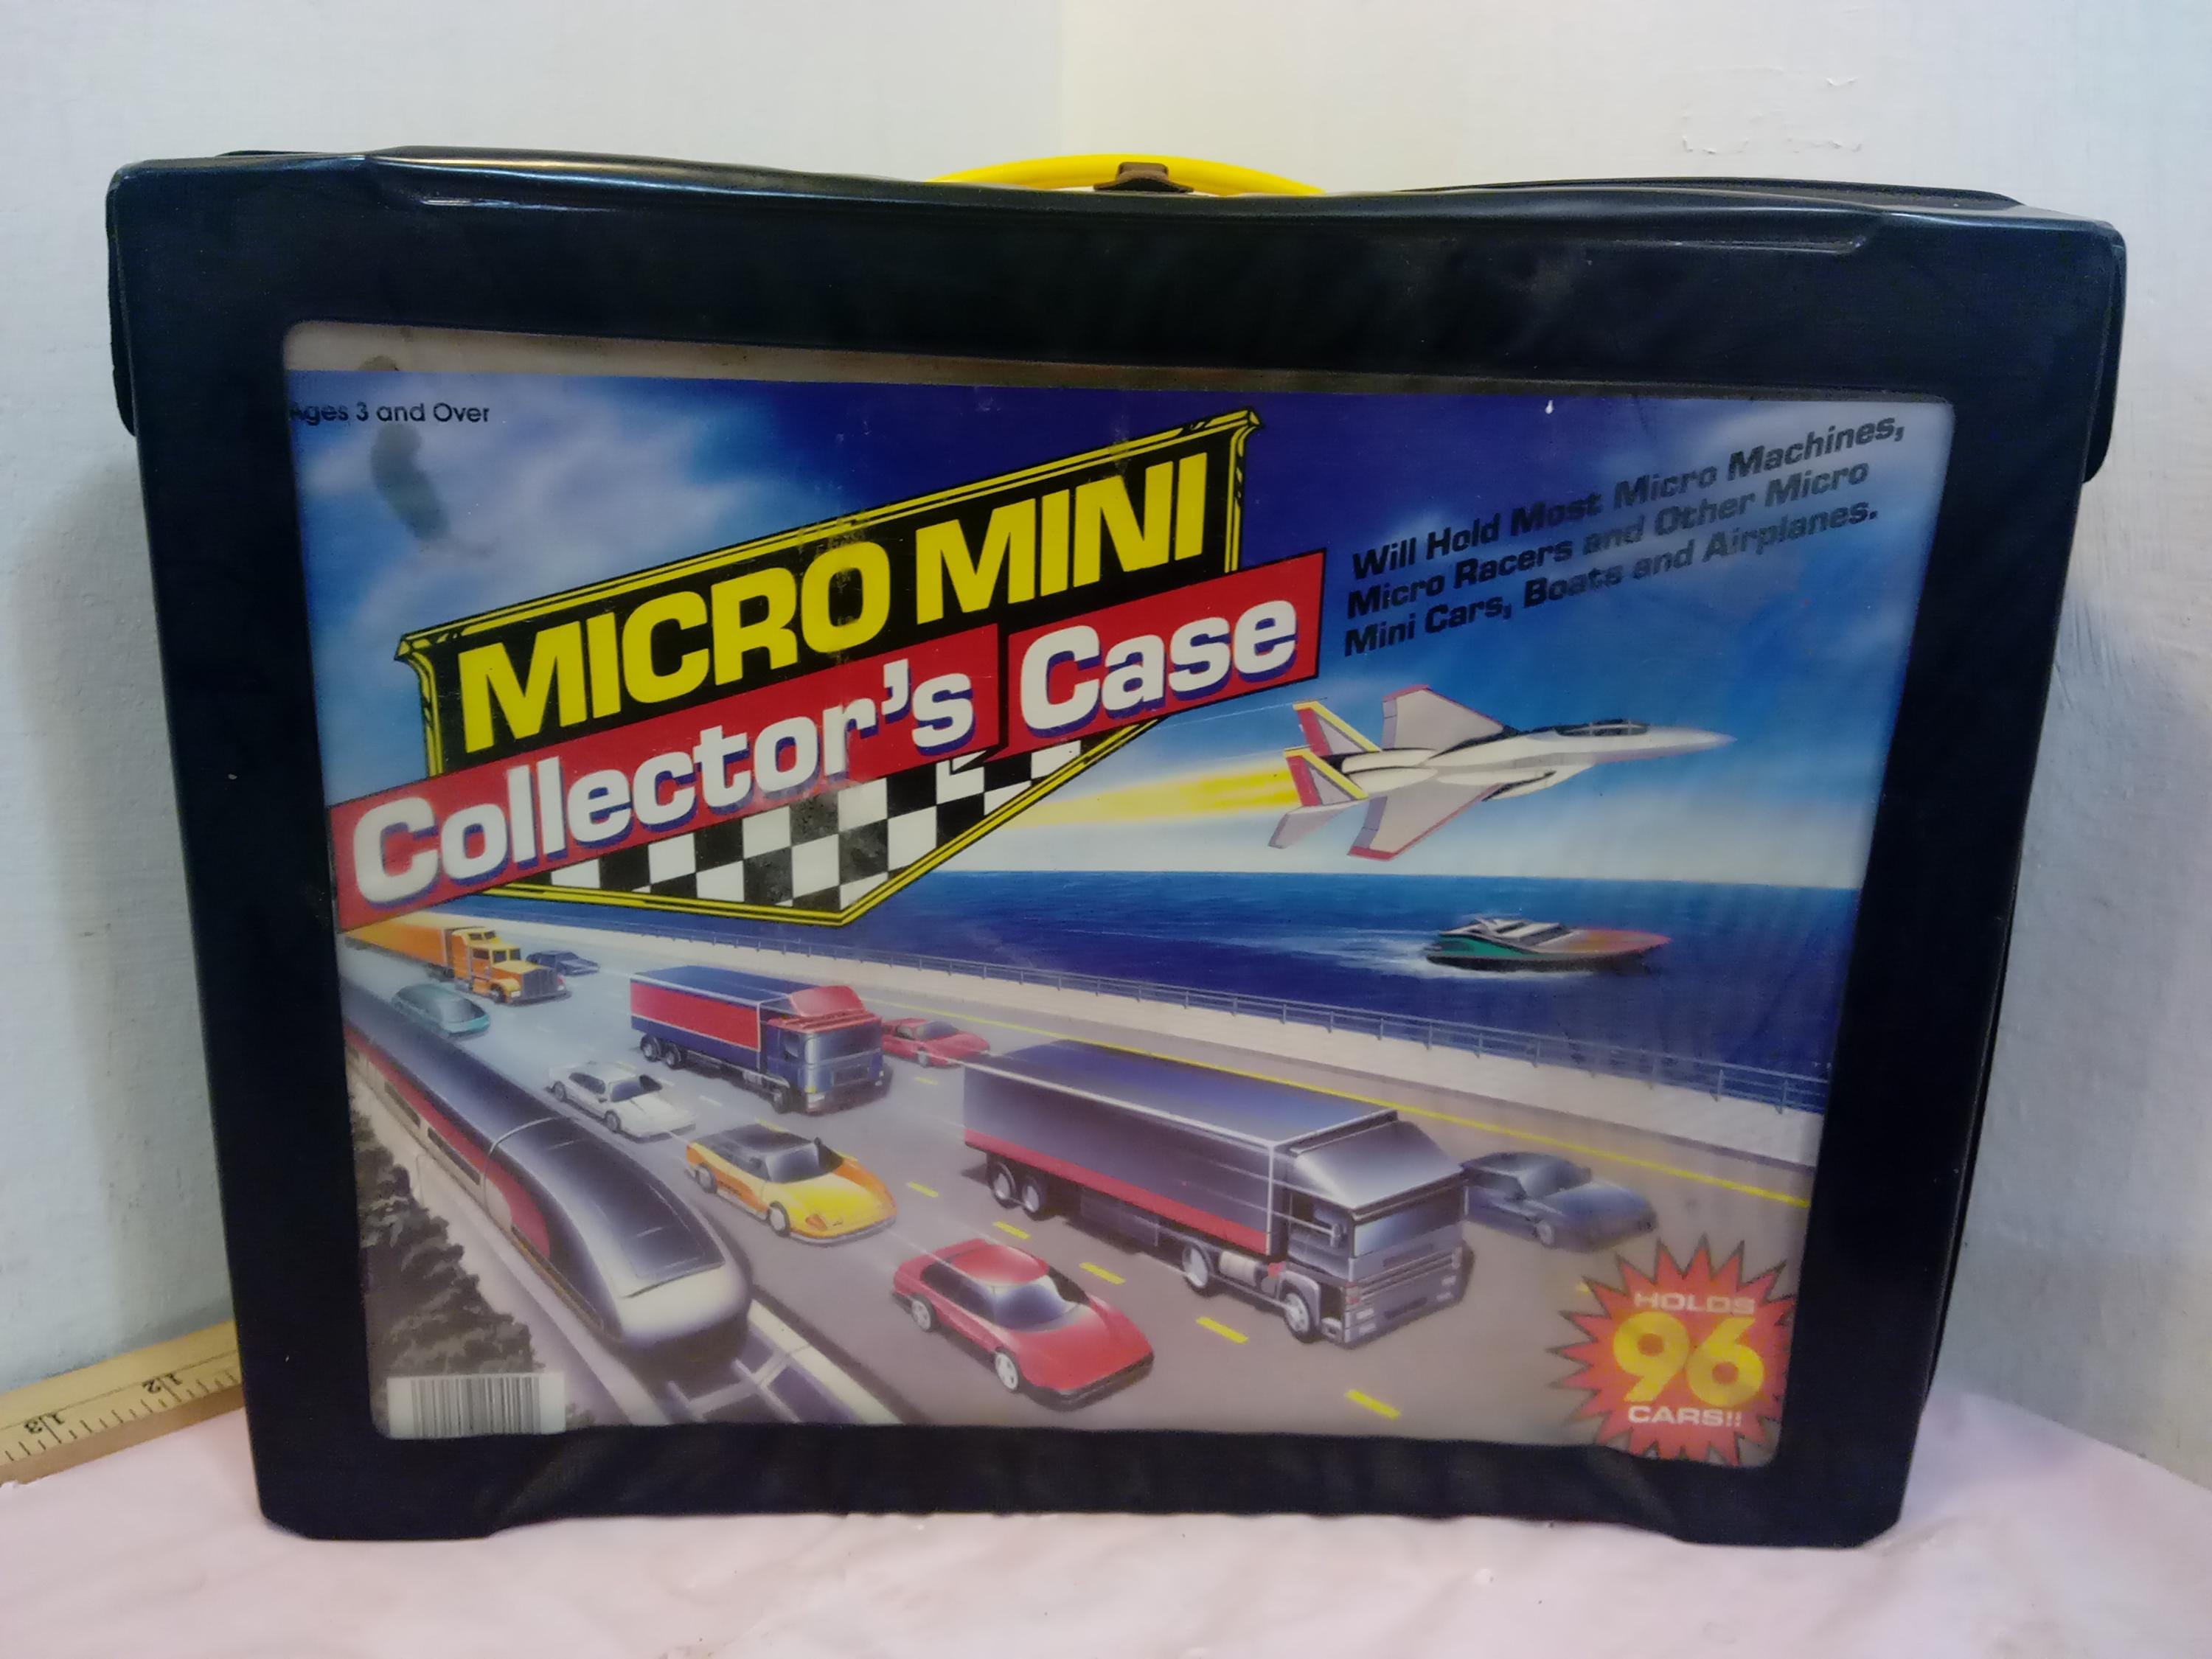 Ages 3 and Over
MICRO MINI
Collector's Case
Will Hold Most Micro Machines,
Micro Racers and Other Micro
Mini Cars, Boats and Airplanes.
HOLDS
96
CARS!!
12
13